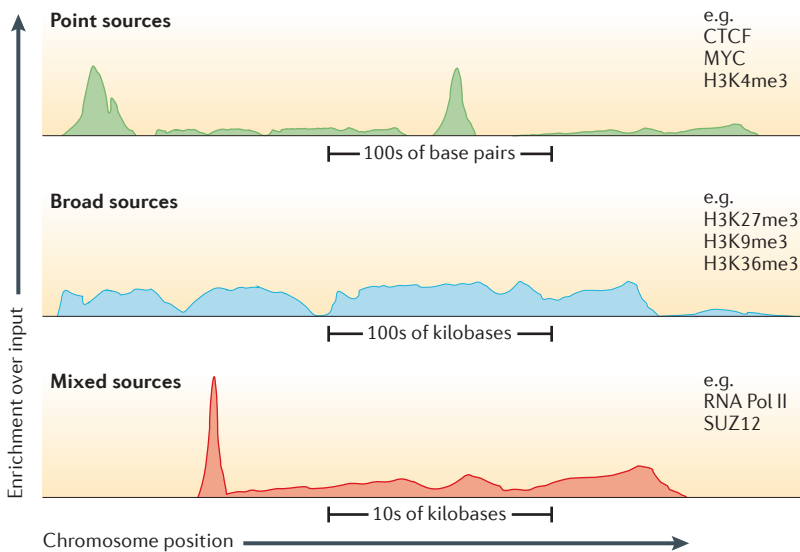 Point sources
e.g.
CTCF
MYC
H3K4me3
100s of base pairs
Broad sources
e.g.
H3K27me3
H3K9me3
H3K36me3
100s of kilobases
Mixed sources
e.g.
RNA Pol II
SUZ12
10s of kilobases
Enrichment over input
Chromosome position